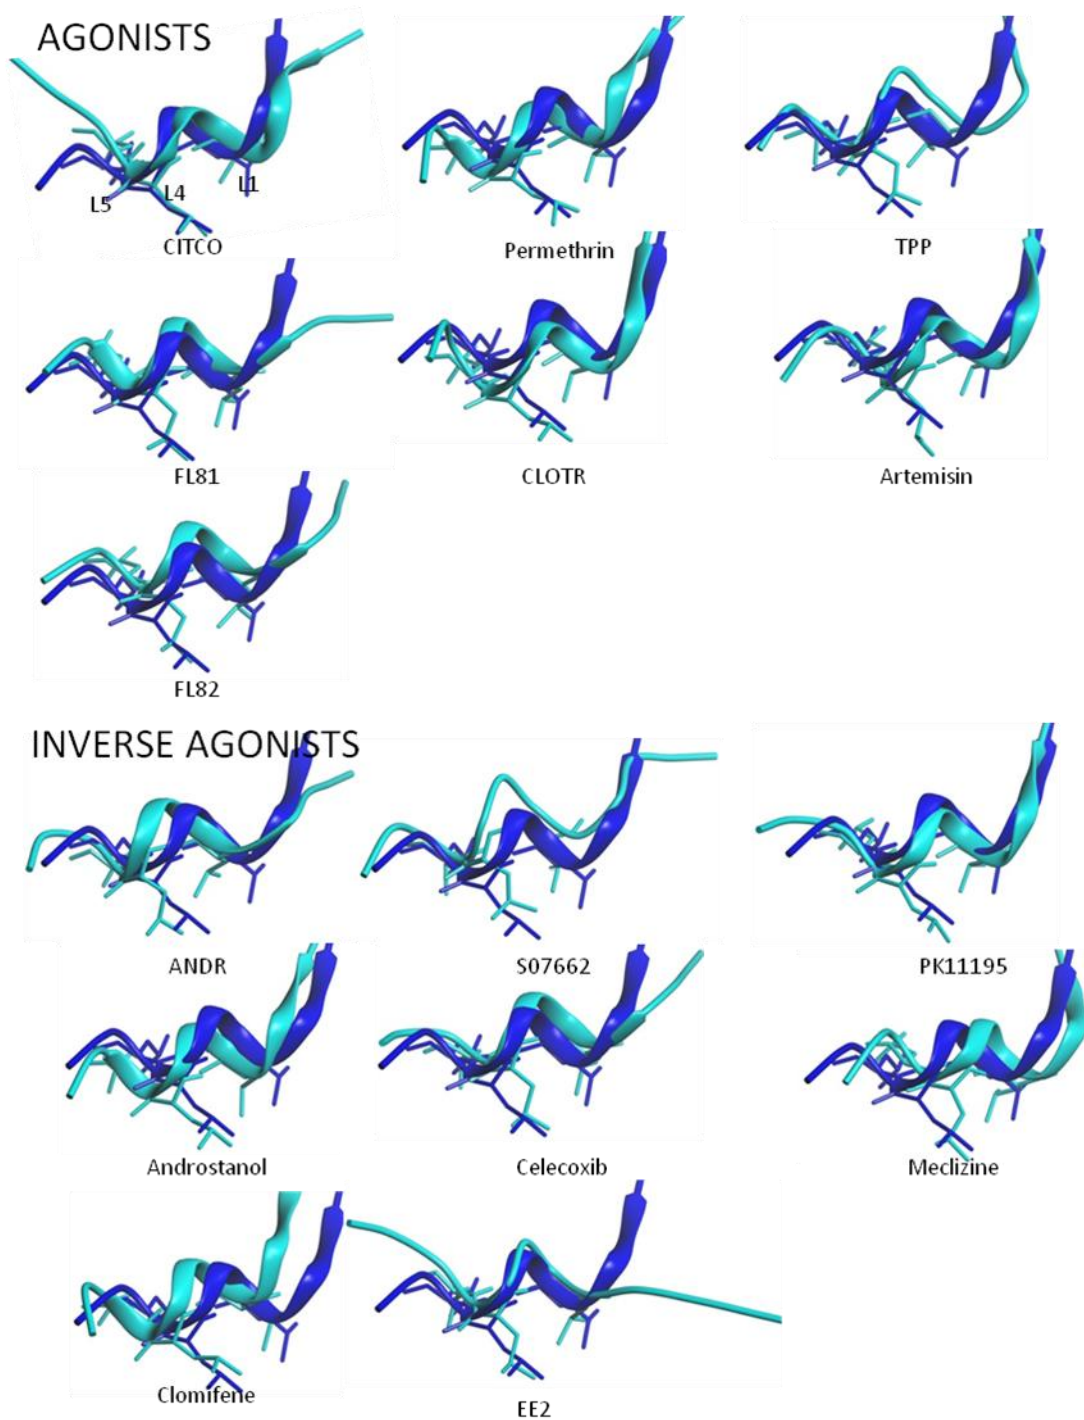 AGONISTS
L5 L4 L1
CITCO Permethrin TPP
FL81 CLOTR Artemisin
FL82
INVERSE AGONISTS
ANDR S07662 PK11195
Androstanol Celecoxib Meclizine
Clomifene EE2